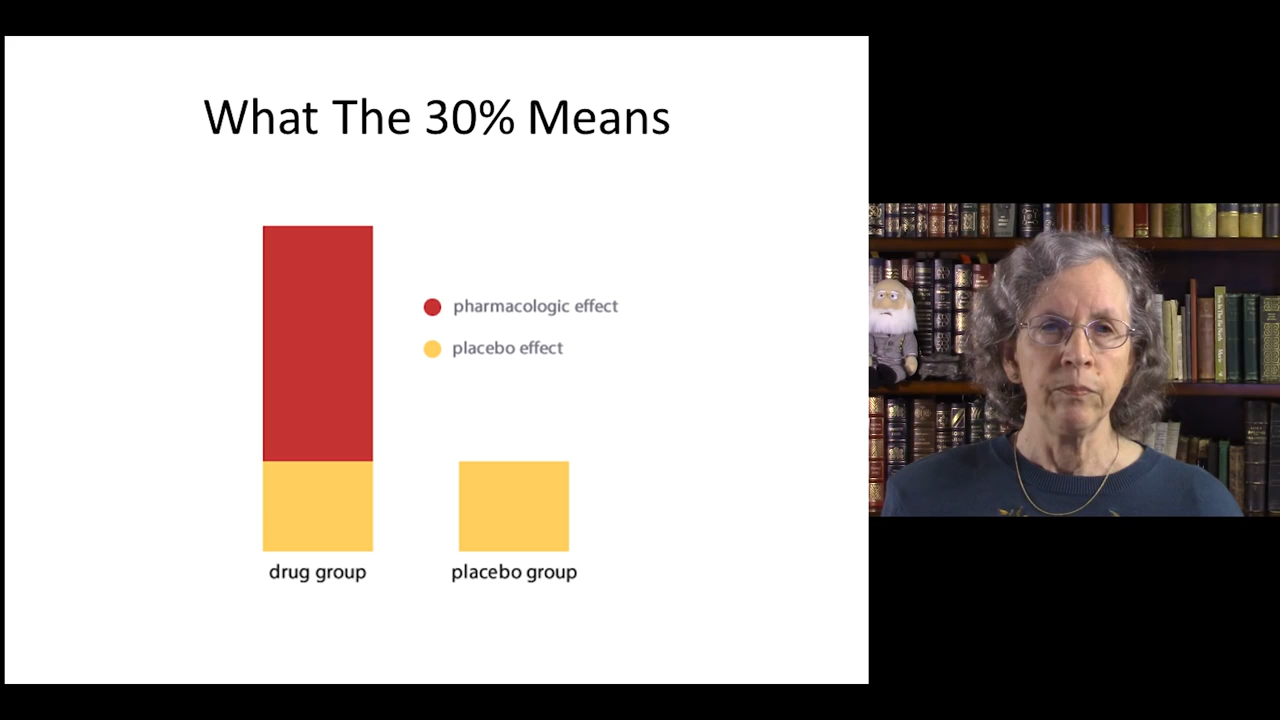 What The 30% Means
pharmacologic effect
placebo effect
drug group
placebo group